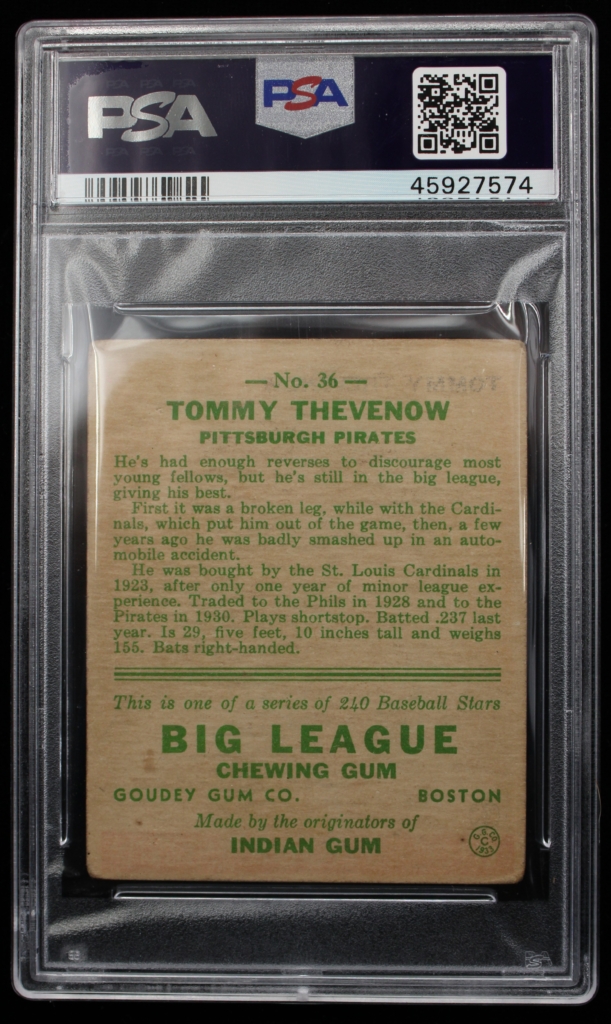 PSA
PSA
45927574
— No. 36 —
TOMMY THEVENOW
PITTSBURGH PIRATES
He's had enough reverses to discourage most
young fellows, but he's still in the big league,
giving his best.
First it was a broken leg, while with the Cardi-
nals, which put him out of the game, then, a few
years ago he was badly smashed up in an auto-
mobile accident.
He was bought by the St. Louis Cardinals in
1923, after only one year of minor league ex-
perience. Traded to the Phils in 1928 and to the
Pirates in 1930. Plays shortstop. Batted .237 last
year. Is 29, five feet, 10 inches tall and weighs
155. Bats right-handed.
This is one of a series of 240 Baseball Stars
BIG LEAGUE
CHEWING GUM
GOUDEY GUM CO. BOSTON
Made by the originators of
INDIAN GUM